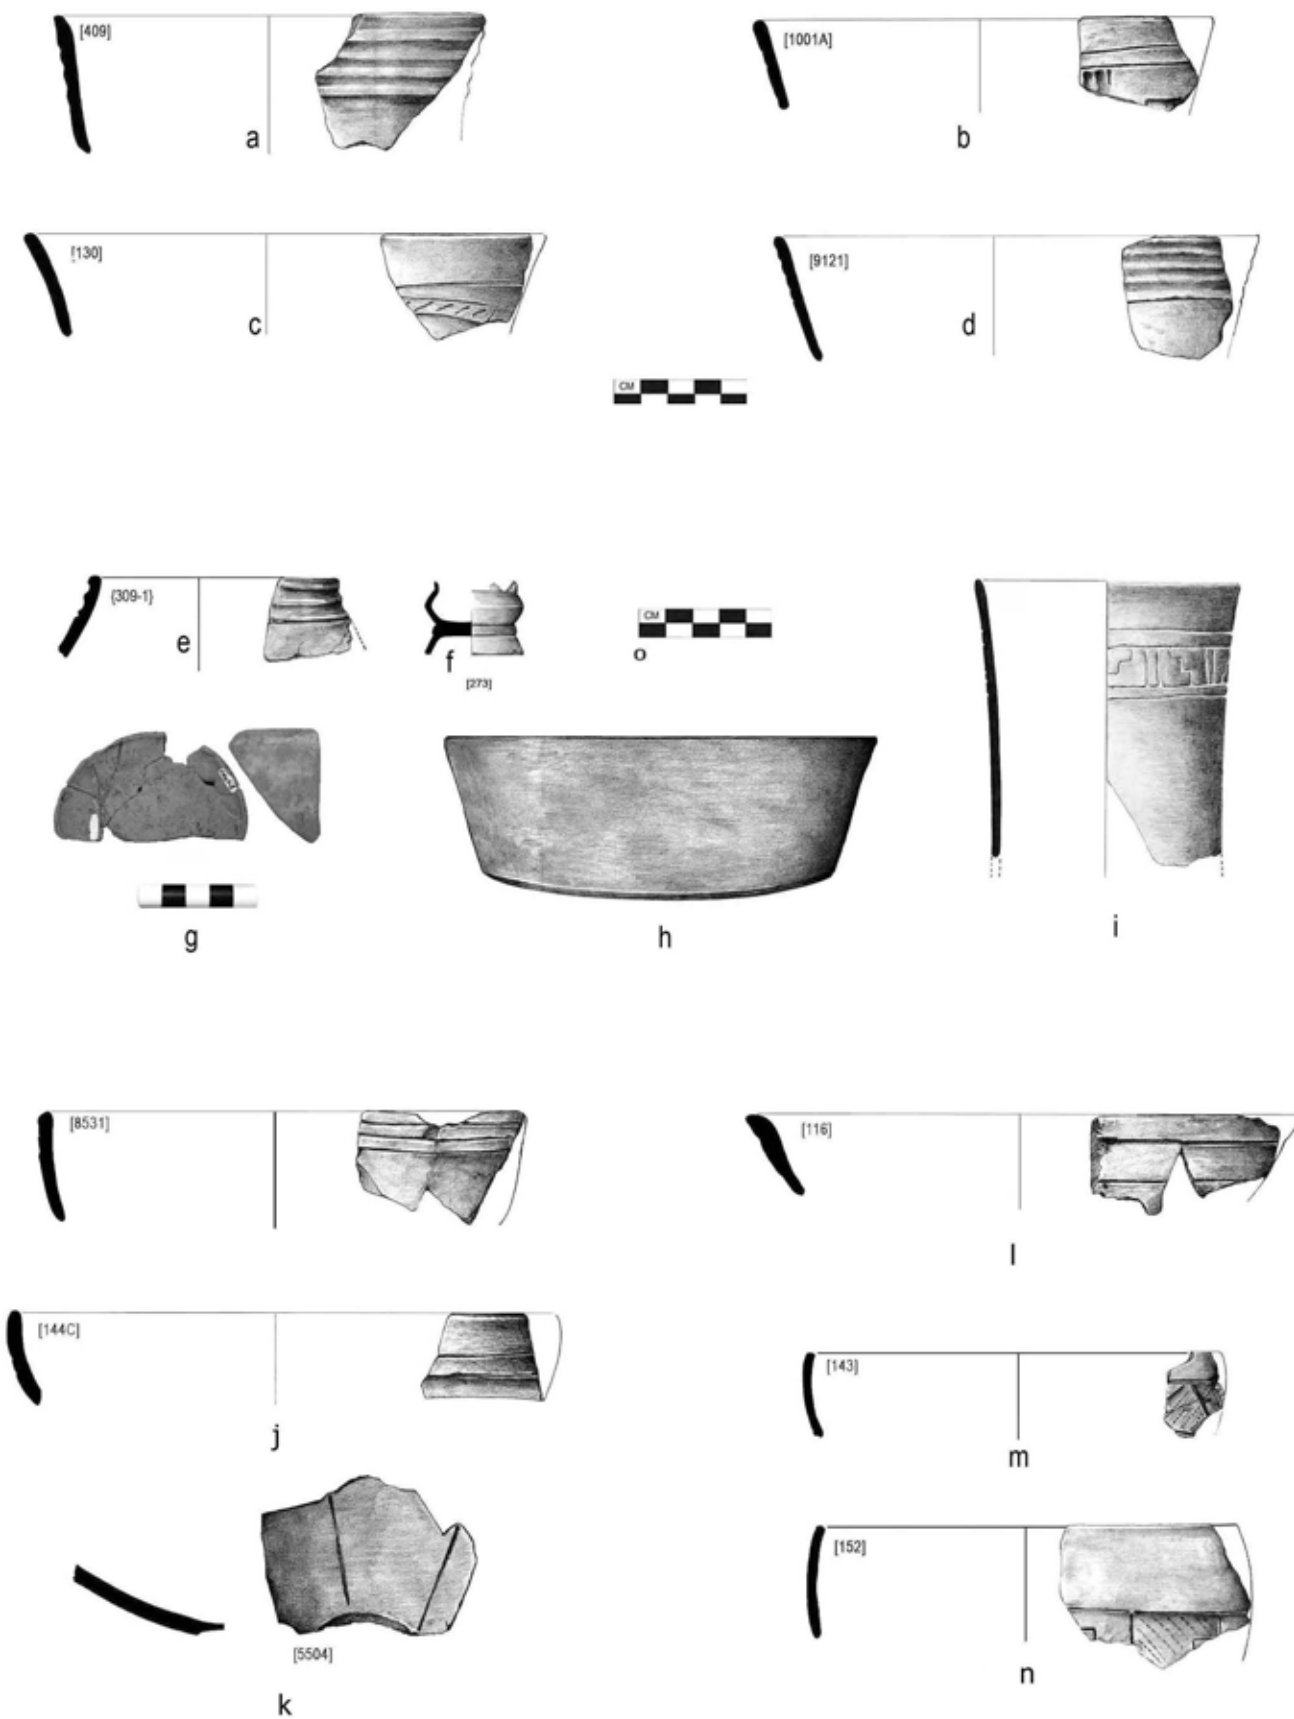 [409]
a
[1001A]
b
[130]
c
[9121]
d
CM
{309-1}
e
f
[273]
CM
o
g
h
i
[8531]
[116]
l
[144C]
j
[143]
m
[5504]
k
[152]
n